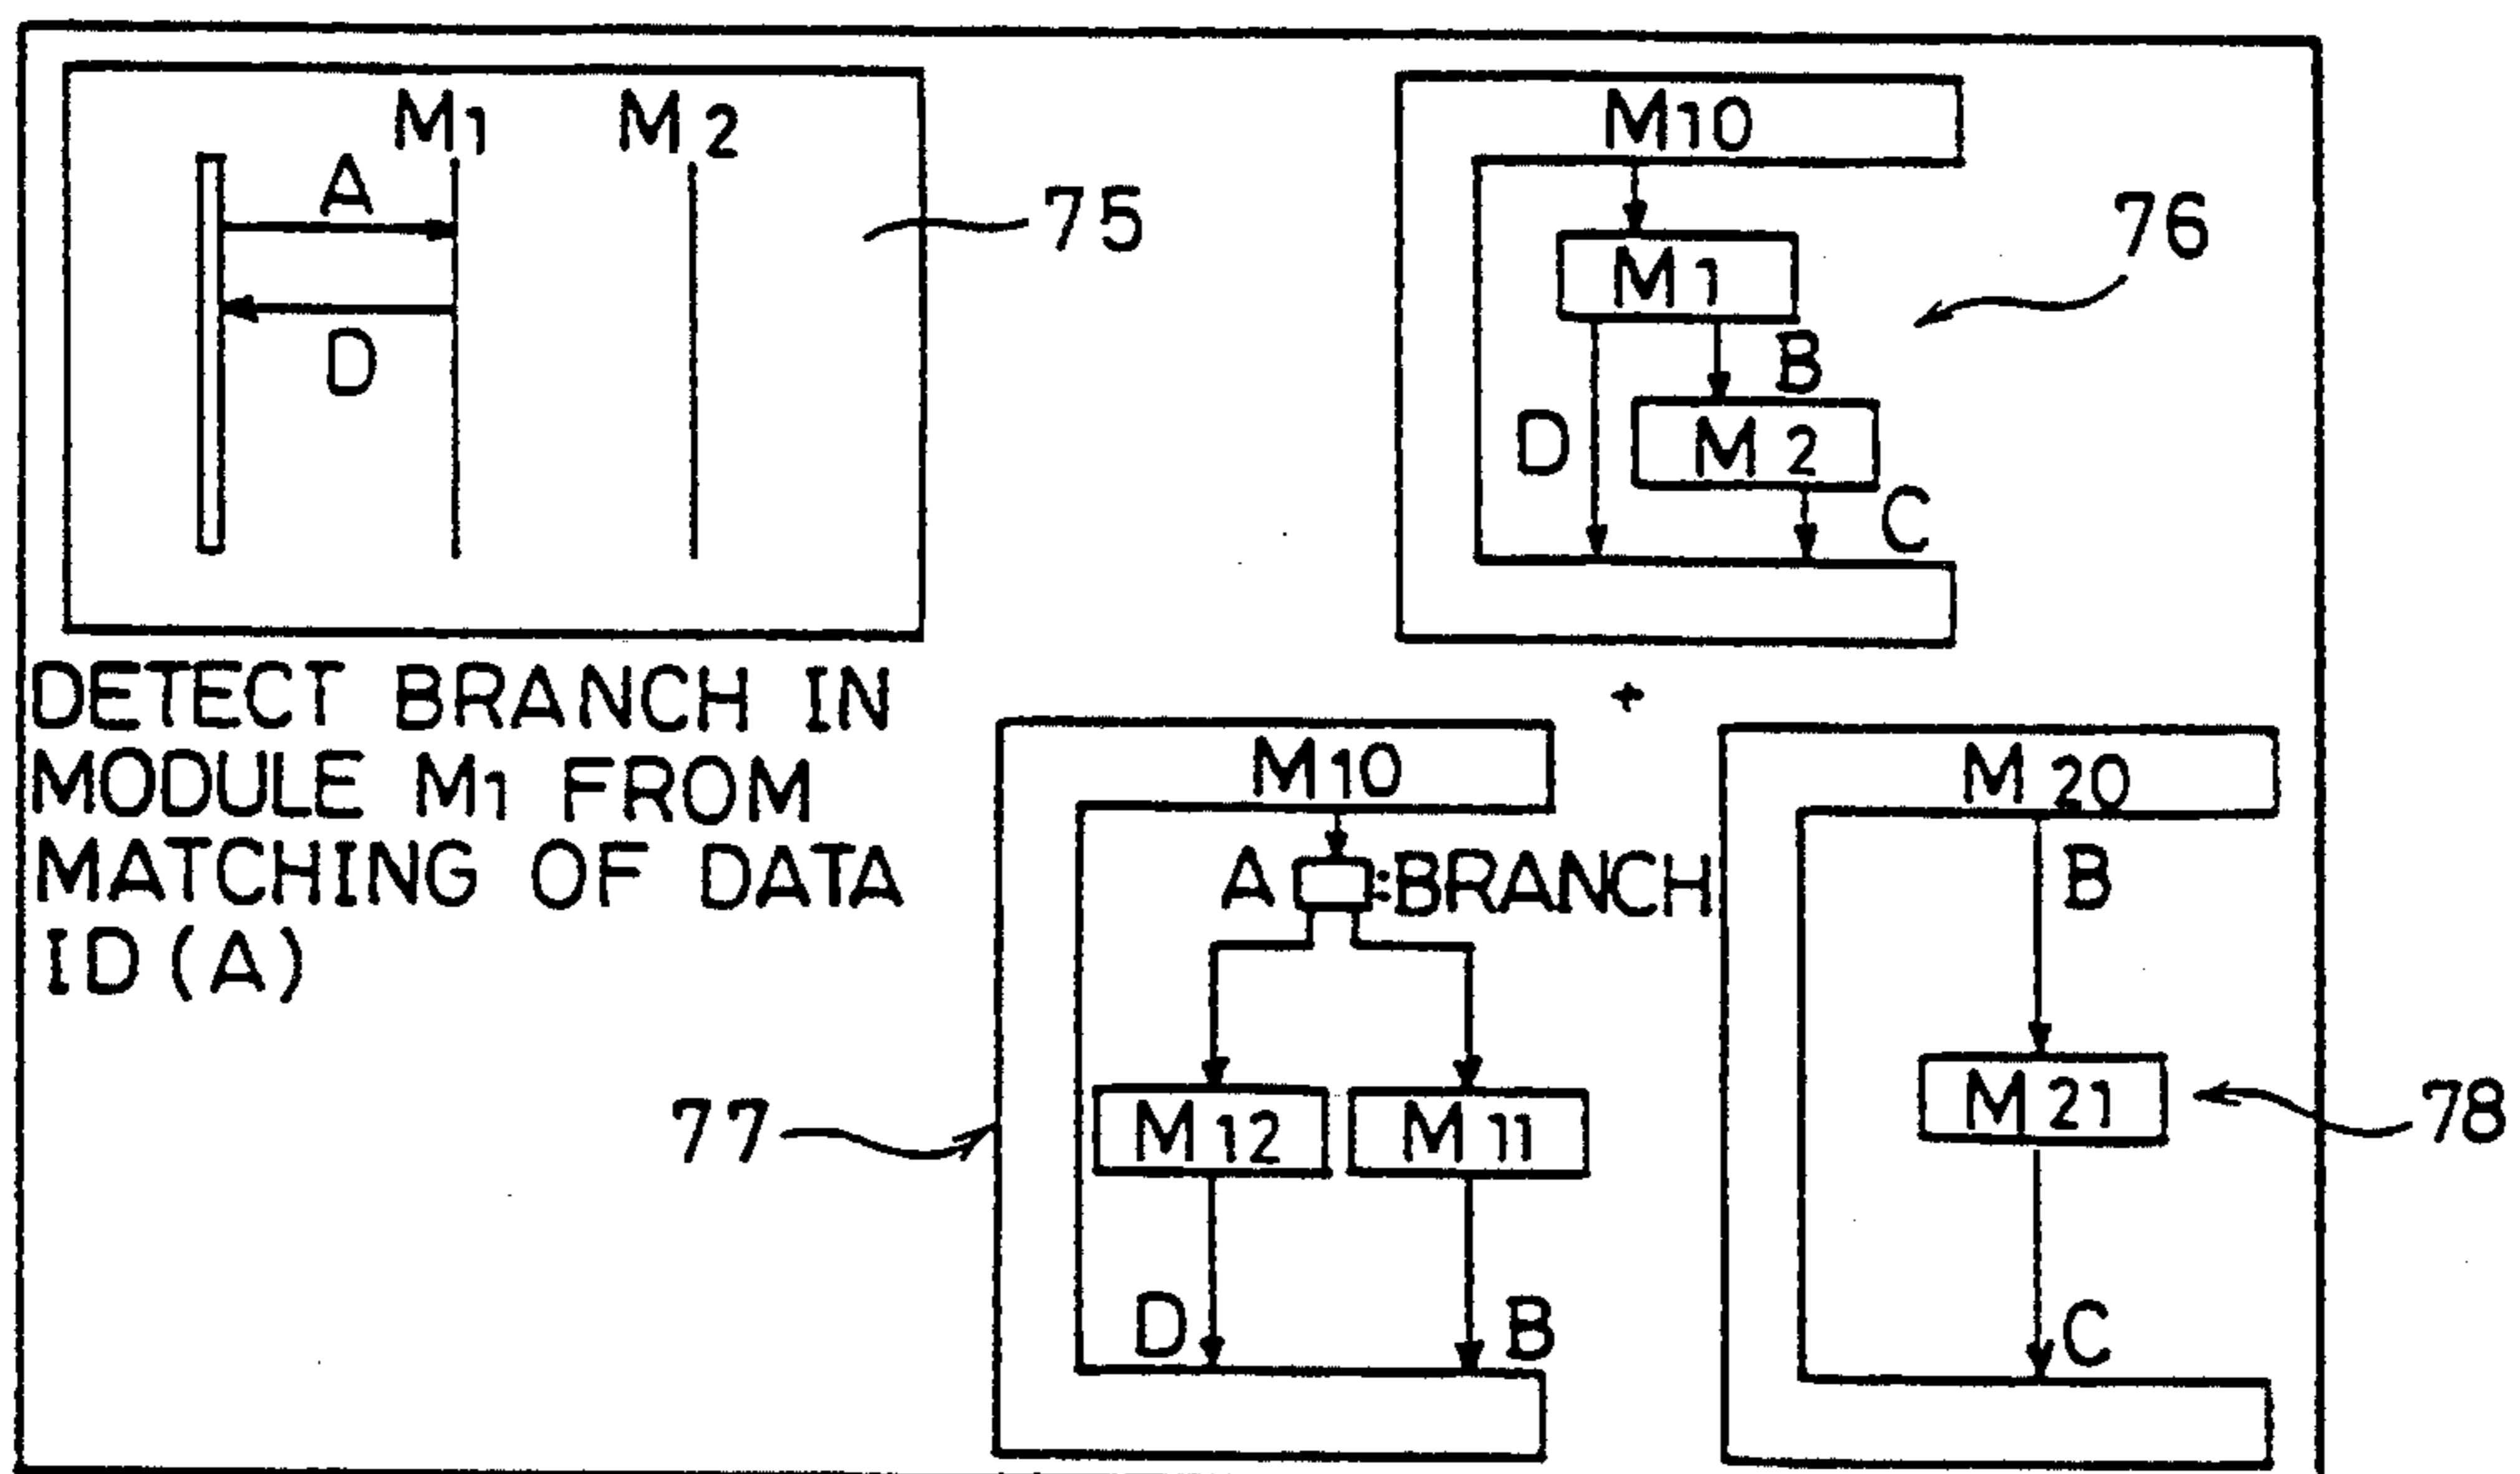 M1
M2
A
D
75
DETECT BRANCH IN
MODULE M1 FROM
MATCHING OF DATA
ID (A)
M10
M1
B
D
M2
C
76
+
M10
A :BRANCH
M12
M11
D
B
77
M20
B
M21
C
78